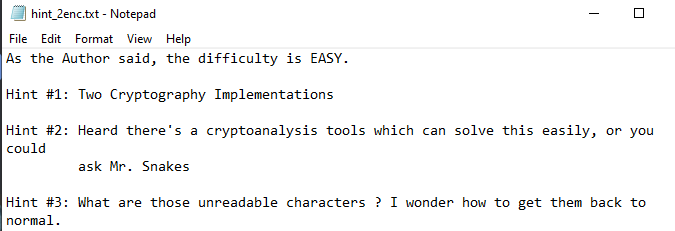 hint_2enc.txt - Notepad
File Edit Format View Help
As the Author said, the difficulty is EASY.
Hint #1: Two Cryptography Implementations
Hint #2: Heard there's a cryptoanalysis tools which can solve this easily, or you
could
ask Mr. Snakes
Hint #3: What are those unreadable characters ? I wonder how to get them back to
normal.